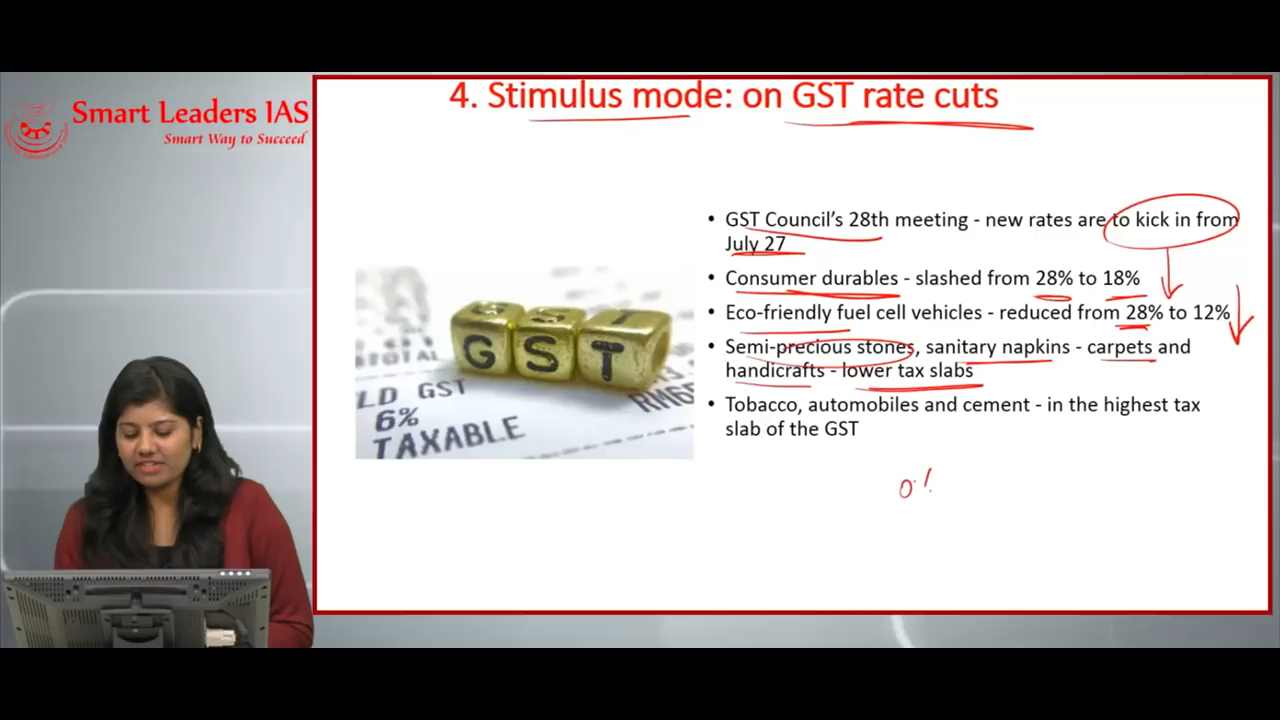 Smart Leaders IAS
Smart Way to Succeed
4. Stimulus mode: on GST rate cuts
• GST Council's 28th meeting - new rates are to kick in from
July 27
• Consumer durables - slashed from 28% to 18%
• Eco-friendly fuel cell vehicles - reduced from 28% to 12%
• Semi-precious stones, sanitary napkins - carpets and
handicrafts - lower tax slabs
• Tobacco, automobiles and cement - in the highest tax
slab of the GST
GST
GST
TOTAL
LD GST
6%
TAXABLE